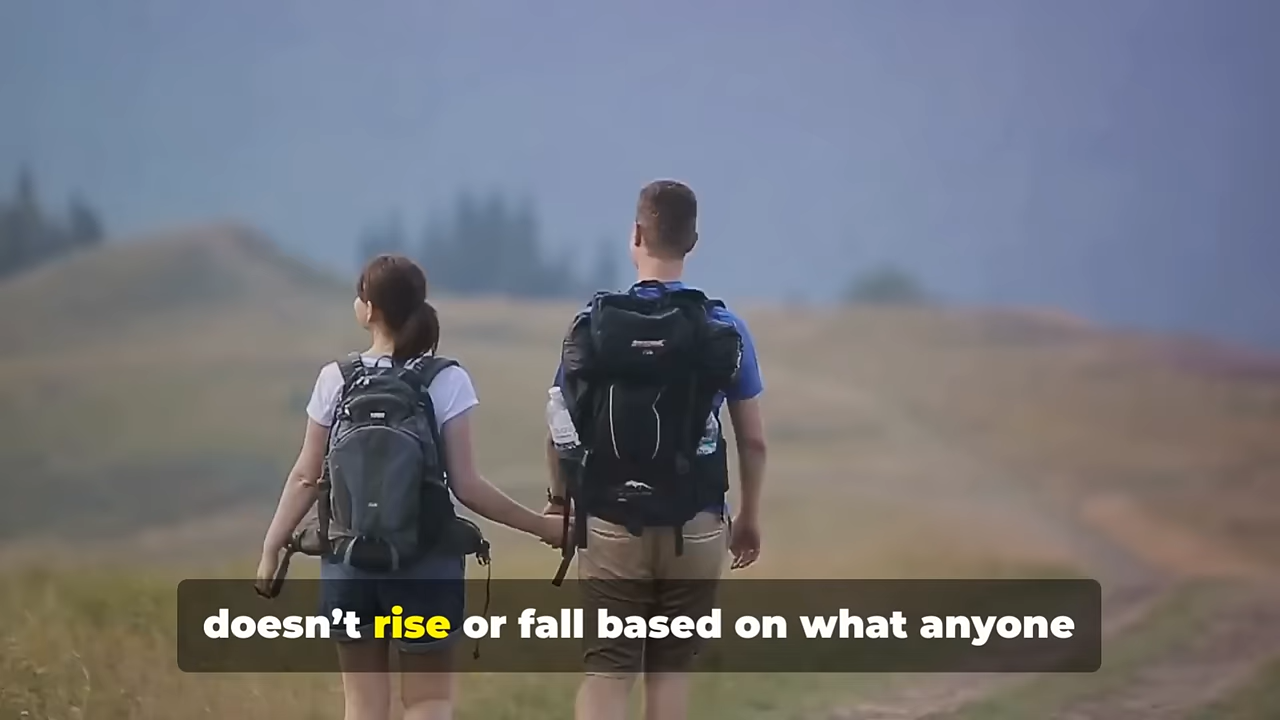 doesn’t rise or fall based on what anyone